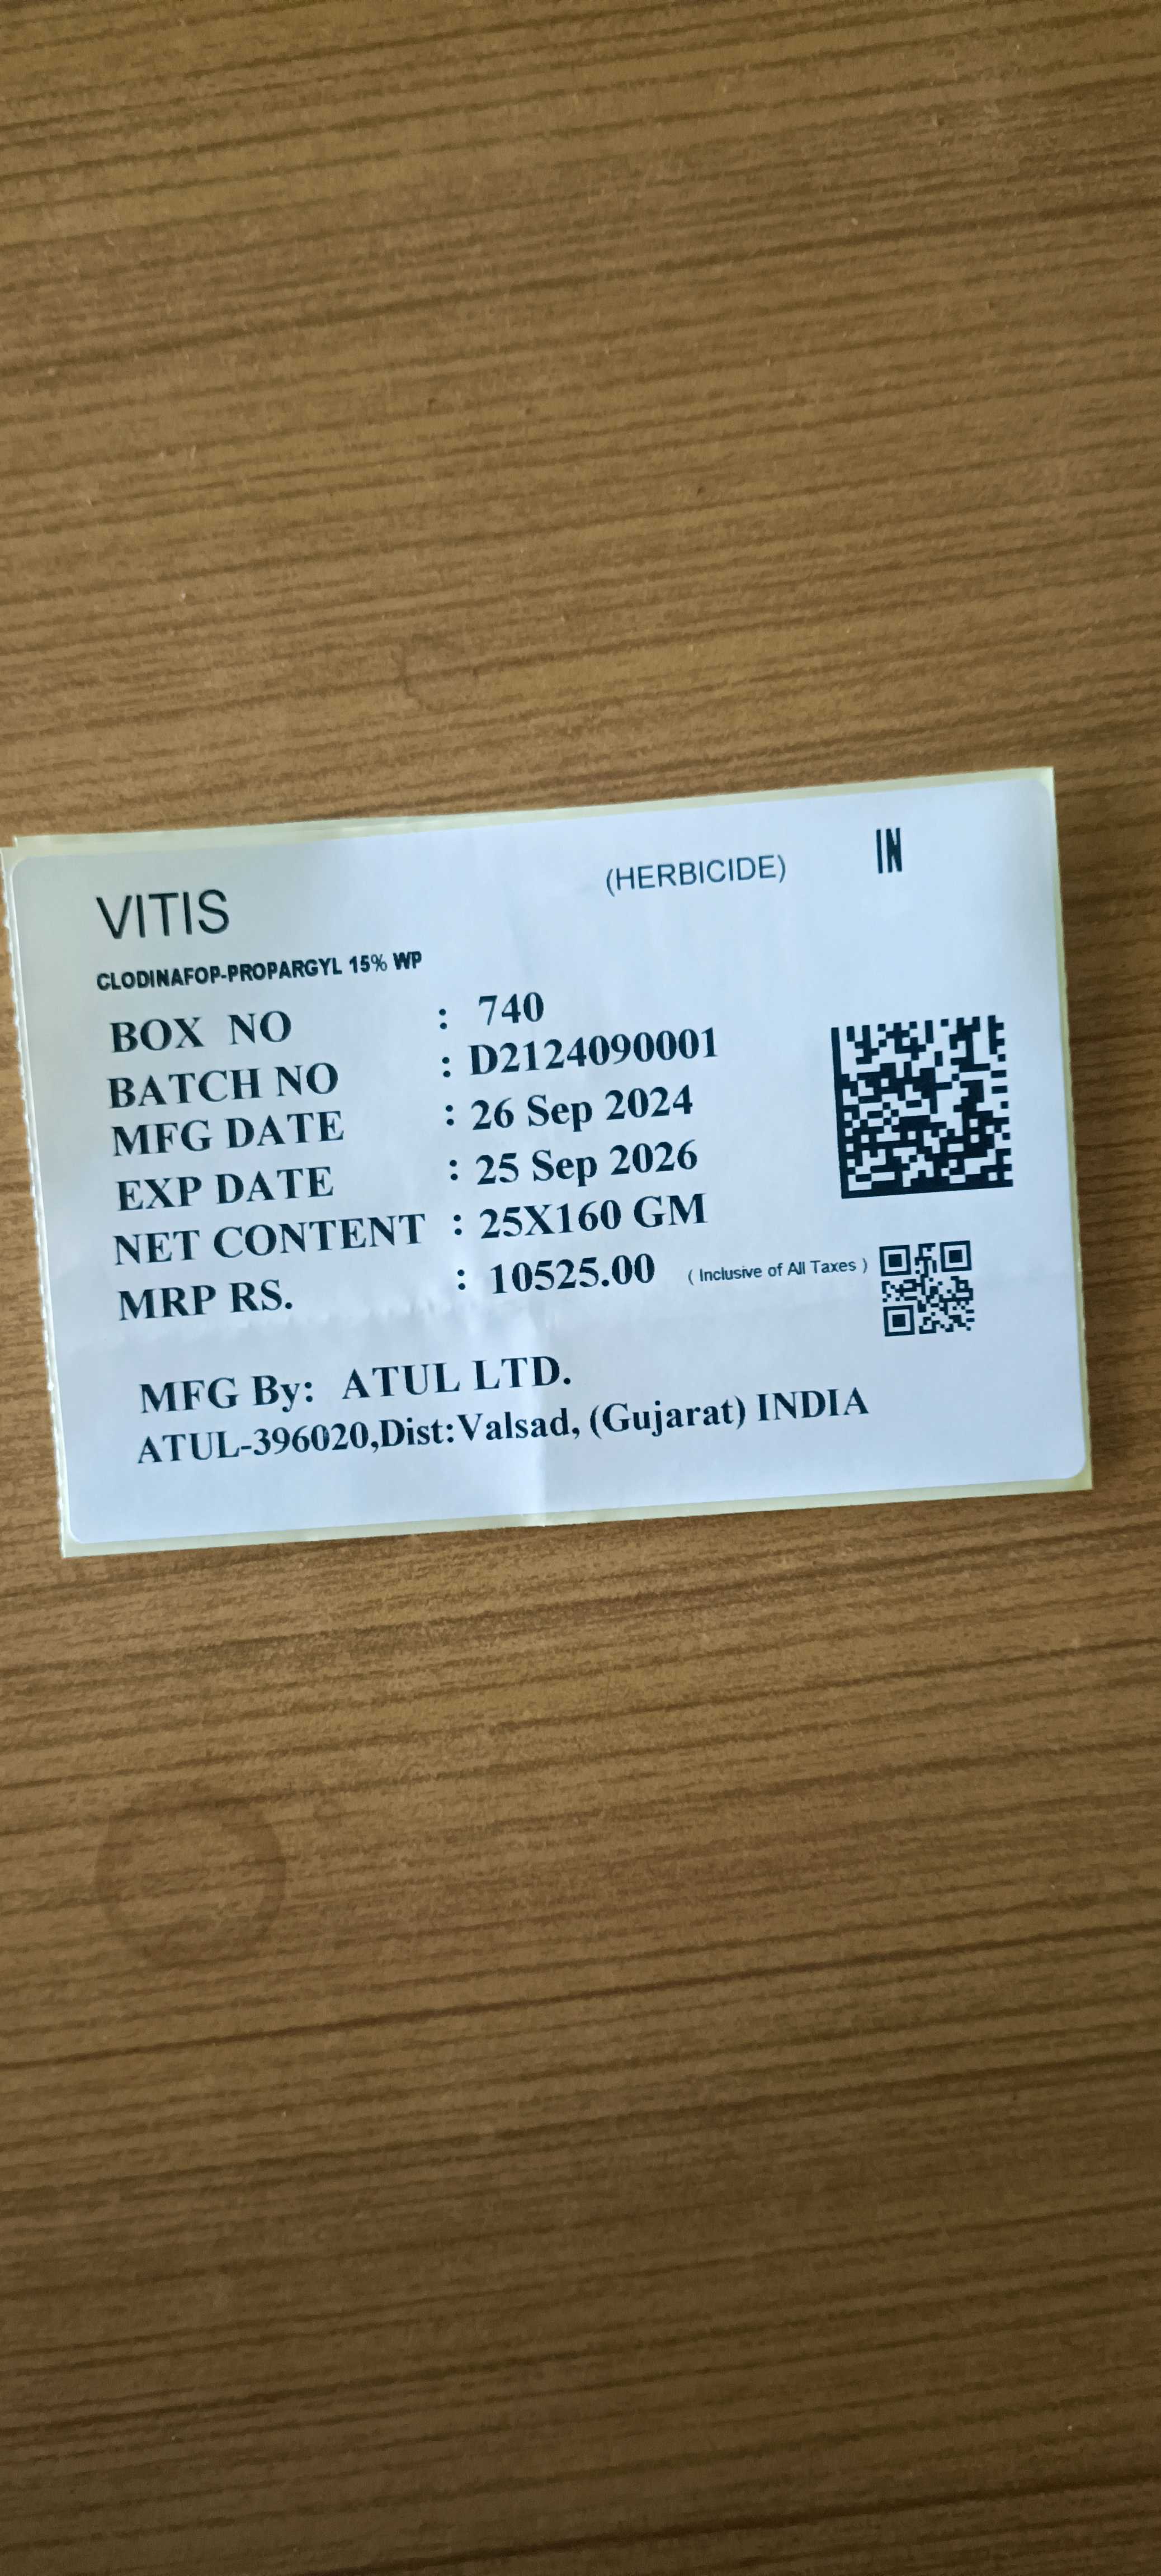 VITIS (HERBICIDE) IN
CLODINAFOP-PROPARGYL 15% WP
BOX NO : 740
BATCH NO : D2124090001
MFG DATE : 26 Sep 2024
EXP DATE : 25 Sep 2026
NET CONTENT : 25X160 GM
MRP RS. : 10525.00 ( Inclusive of All Taxes )
MFG By: ATUL LTD.
ATUL-396020,Dist:Valsad, (Gujarat) INDIA